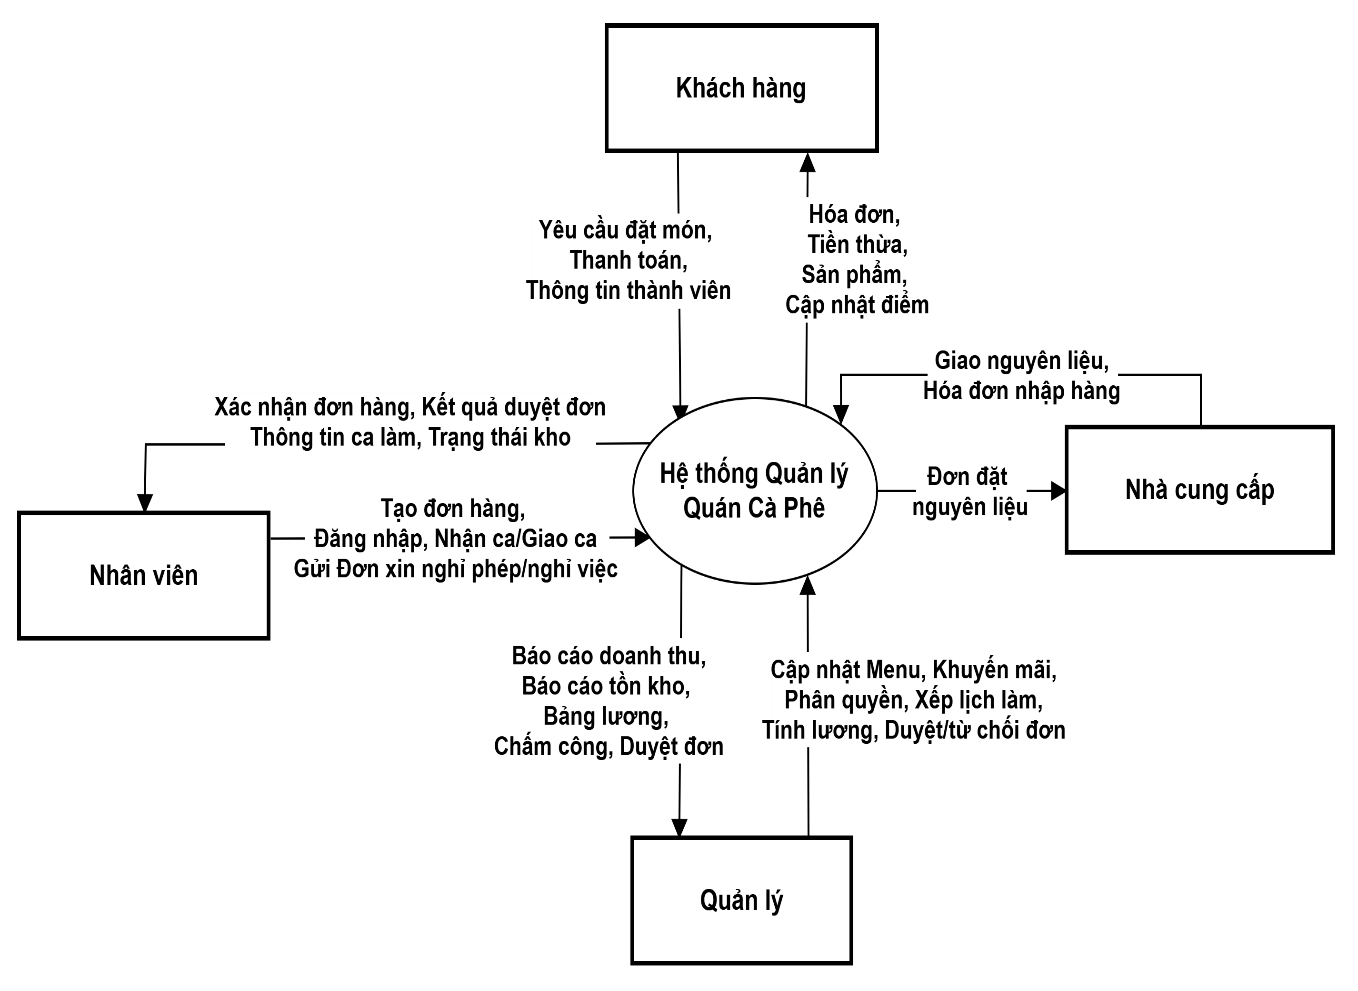 Khách hàng
Yêu cầu đặt món,
Thanh toán,
Thông tin thành viên
Hóa đơn,
Tiền thừa,
Sản phẩm,
Cập nhật điểm
Giao nguyên liệu,
Hóa đơn nhập hàng
Xác nhận đơn hàng, Kết quả duyệt đơn
Thông tin ca làm, Trạng thái kho
Hệ thống Quản lý
Quán Cà Phê
Đơn đặt
nguyên liệu
Nhà cung cấp
Tạo đơn hàng,
Đăng nhập, Nhận ca/Giao ca
Gửi Đơn xin nghỉ phép/nghỉ việc
Nhân viên
Báo cáo doanh thu,
Báo cáo tồn kho,
Bảng lương,
Chấm công, Duyệt đơn
Cập nhật Menu, Khuyến mãi,
Phân quyền, Xếp lịch làm,
Tính lương, Duyệt/từ chối đơn
Quản lý